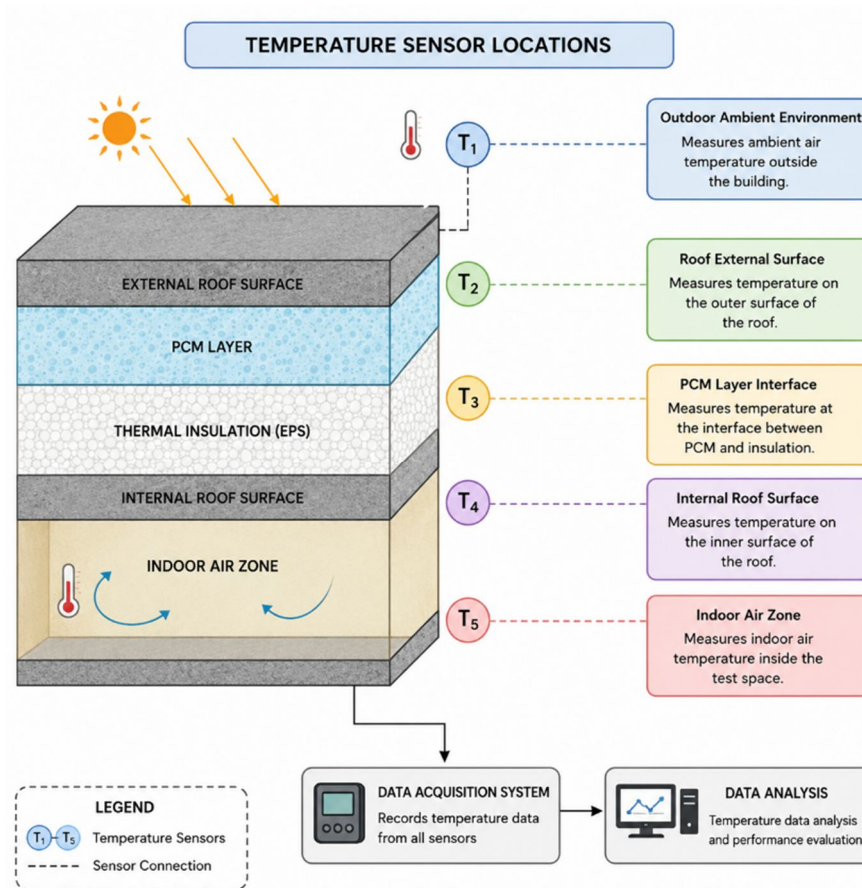 TEMPERATURE SENSOR LOCATIONS
T1
Outdoor Ambient Environment
Measures ambient air
temperature outside
the building.
EXTERNAL ROOF SURFACE
T2
Roof External Surface
Measures temperature on
the outer surface of
the roof.
PCM LAYER
T3
PCM Layer Interface
Measures temperature at
the interface between
PCM and insulation.
THERMAL INSULATION (EPS)
INTERNAL ROOF SURFACE
T4
Internal Roof Surface
Measures temperature on
the inner surface of
the roof.
INDOOR AIR ZONE
T5
Indoor Air Zone
Measures indoor air
temperature inside the
test space.
LEGEND
T1-T5 Temperature Sensors
Sensor Connection
DATA ACQUISITION SYSTEM
Records temperature data
from all sensors
DATA ANALYSIS
Temperature data analysis
and performance evaluation